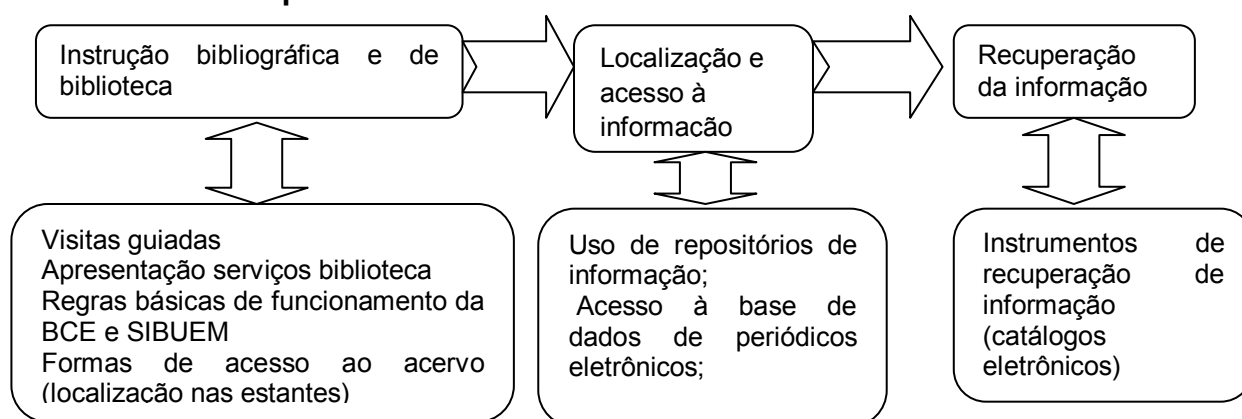 Instrução bibliográfica e de
biblioteca
Localização e
acesso à
informação
Recuperação
da informação
Visitas guiadas
Apresentação serviços biblioteca
Regras básicas de funcionamento da
BCE e SIBUEM
Formas de acesso ao acervo
(localização nas estantes)
Uso de repositórios de
informação;
Acesso à base de
dados de periódicos
eletrônicos;
Instrumentos de
recuperação de
informação
(catálogos
eletrônicos)